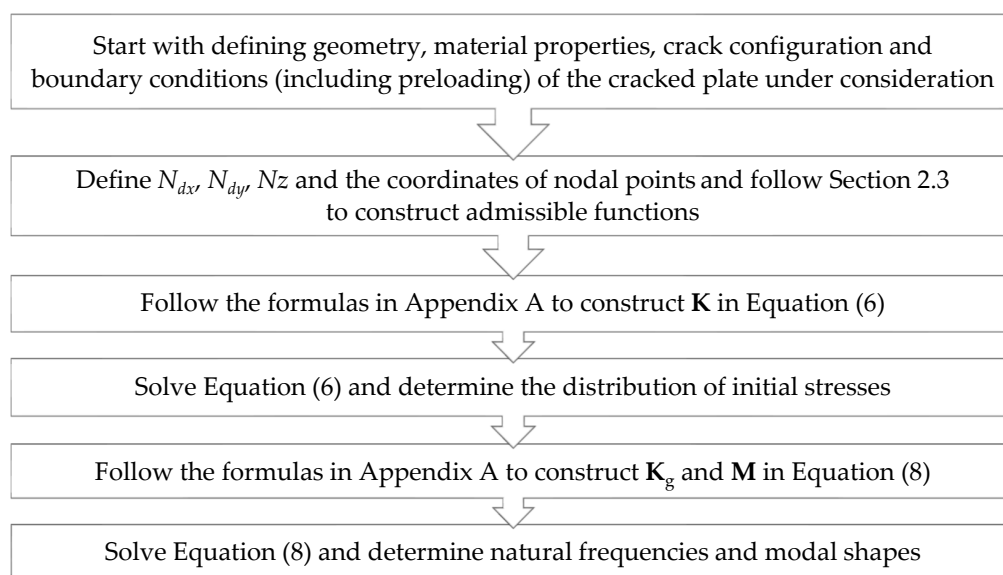 Start with defining geometry, material properties, crack configuration and
boundary conditions (including preloading) of the cracked plate under consideration
Define N_dx, N_dy, Nz and the coordinates of nodal points and follow Section 2.3
to construct admissible functions
Follow the formulas in Appendix A to construct K in Equation (6)
Solve Equation (6) and determine the distribution of initial stresses
Follow the formulas in Appendix A to construct K_g and M in Equation (8)
Solve Equation (8) and determine natural frequencies and modal shapes